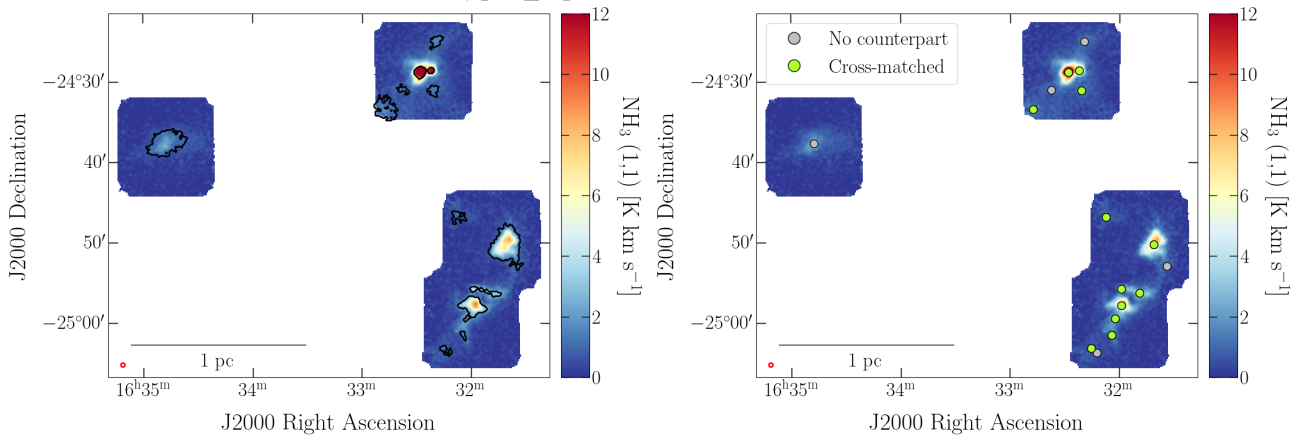 12
10
8
6
4
2
0
NH₃ (1,1) [K km s⁻¹]
−24°30′
40′
50′
−25°00′
J2000 Declination
1 pc
16ʰ35ᵐ
34ᵐ
33ᵐ
32ᵐ
J2000 Right Ascension
No counterpart
Cross-matched
12
10
8
6
4
2
0
NH₃ (1,1) [K km s⁻¹]
−24°30′
40′
50′
−25°00′
J2000 Declination
1 pc
16ʰ35ᵐ
34ᵐ
33ᵐ
32ᵐ
J2000 Right Ascension